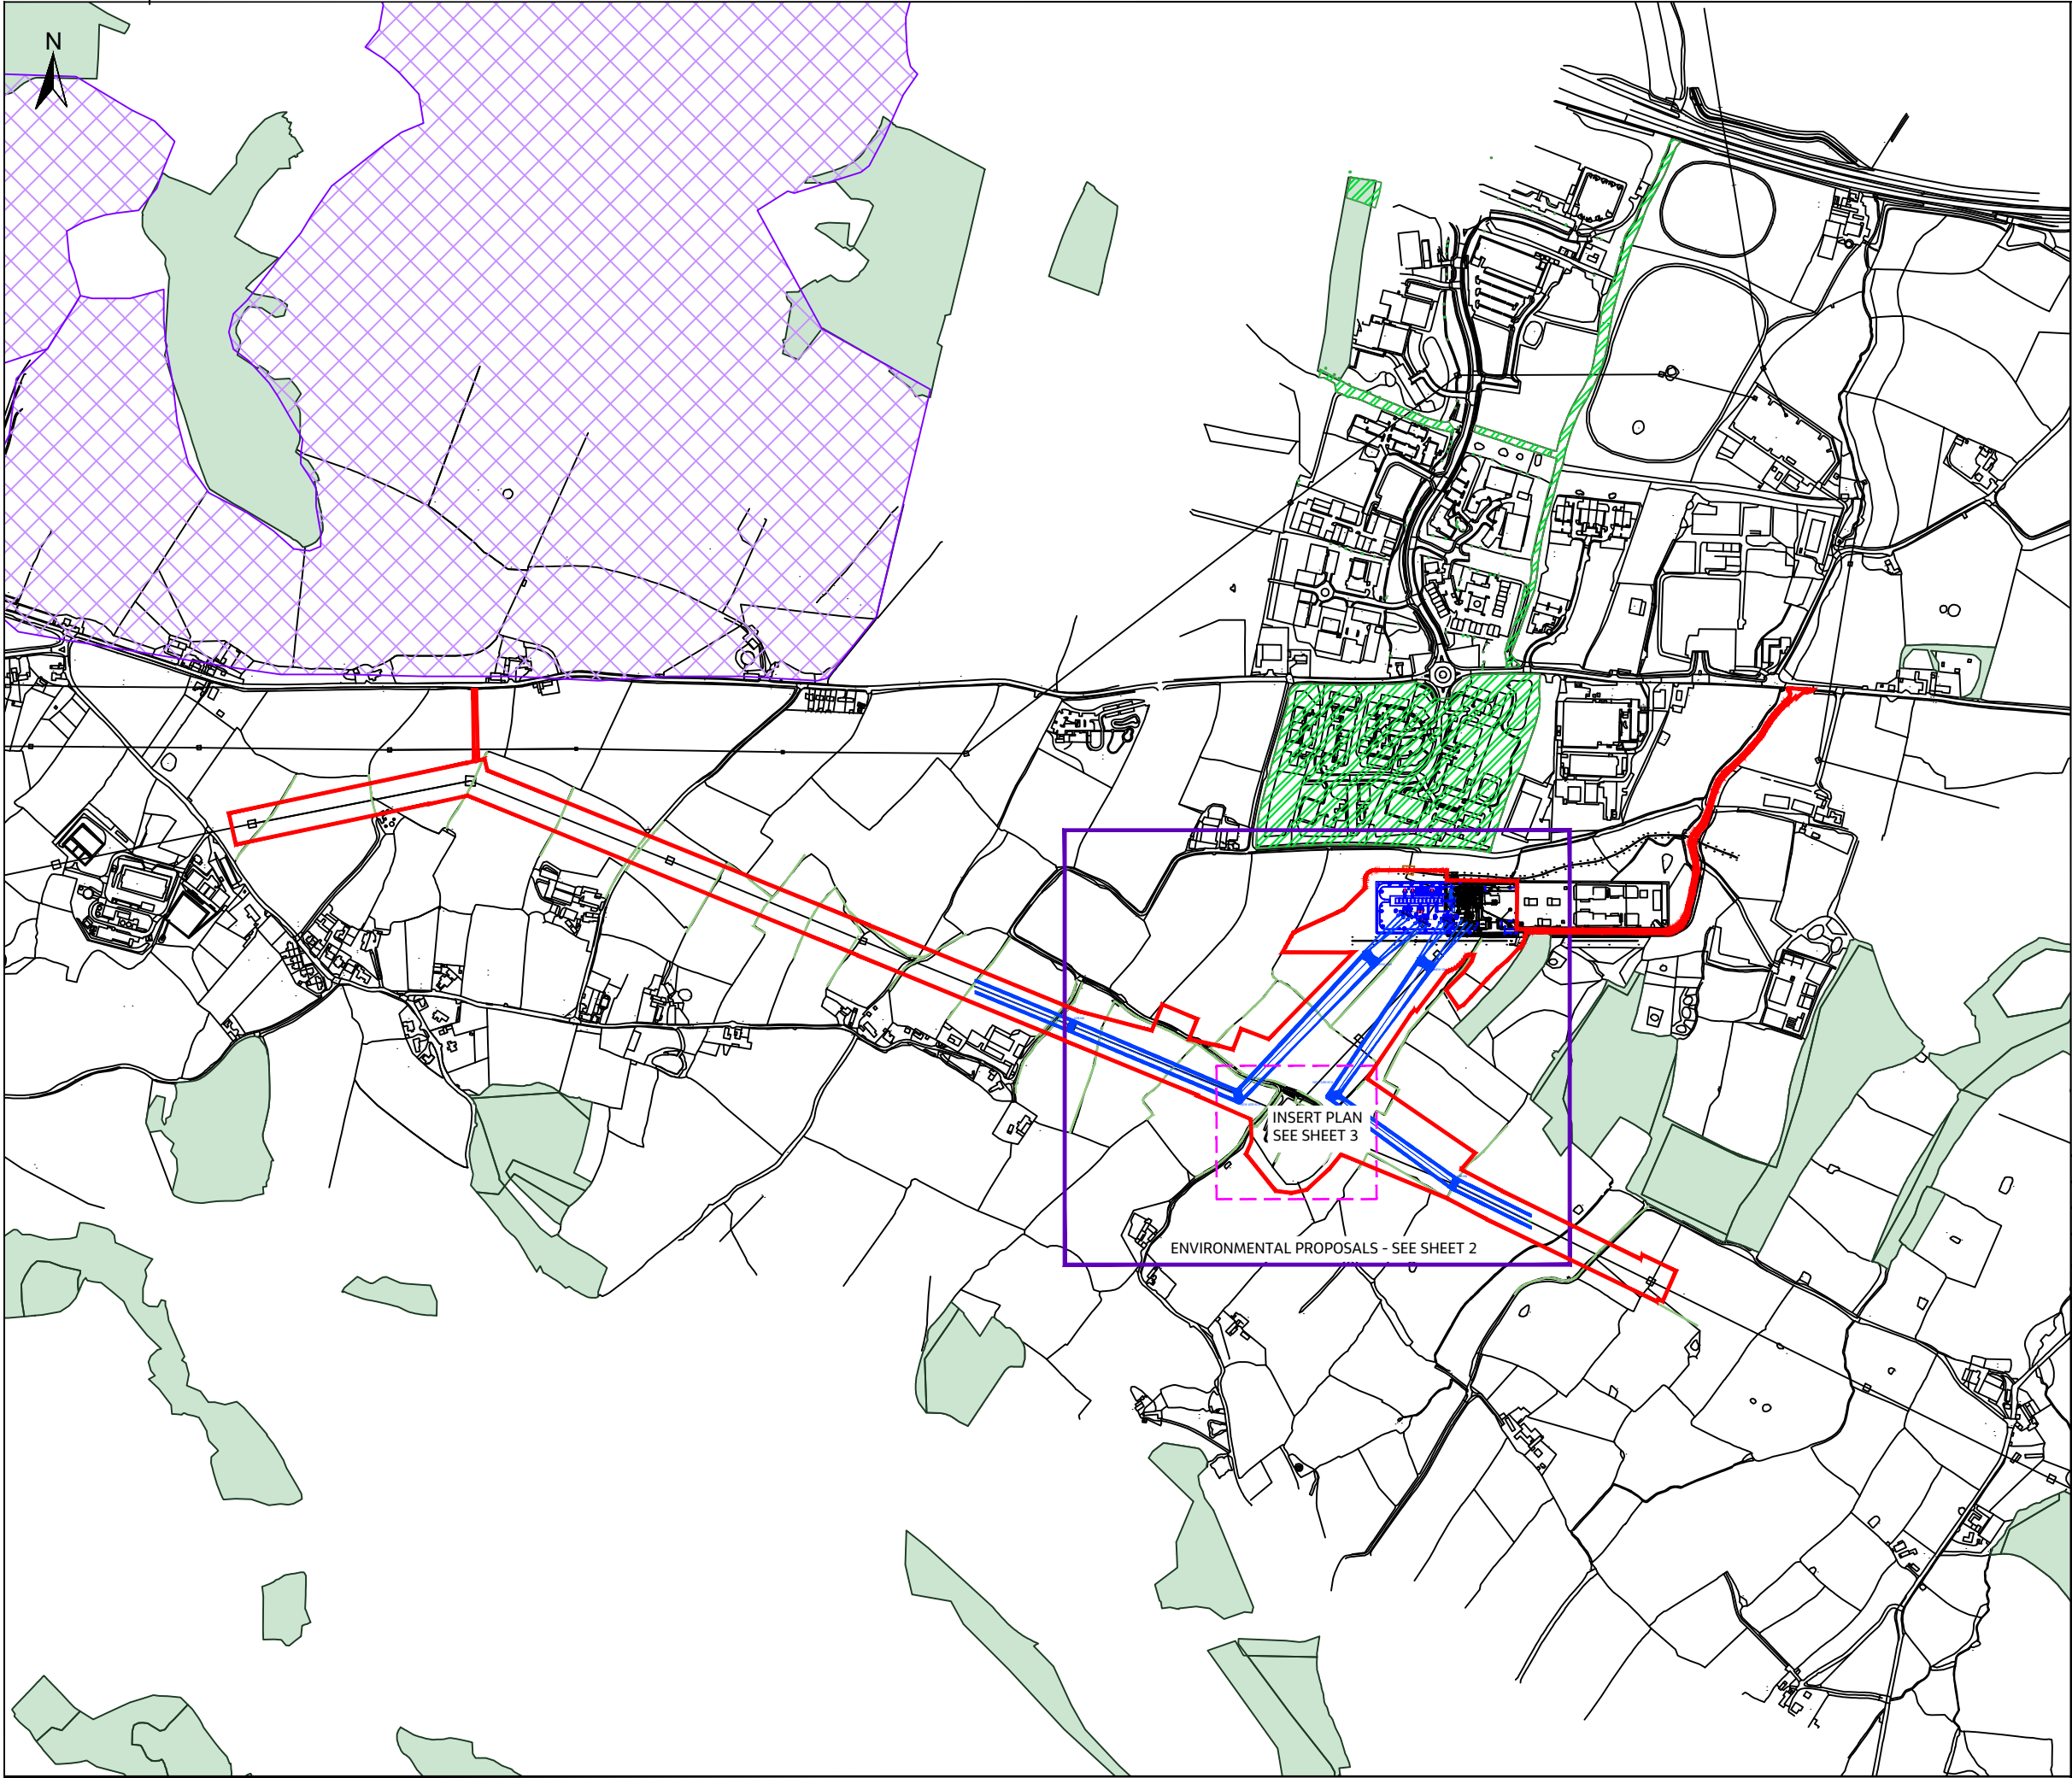 N
INSERT PLAN
SEE SHEET 3
ENVIRONMENTAL PROPOSALS - SEE SHEET 2